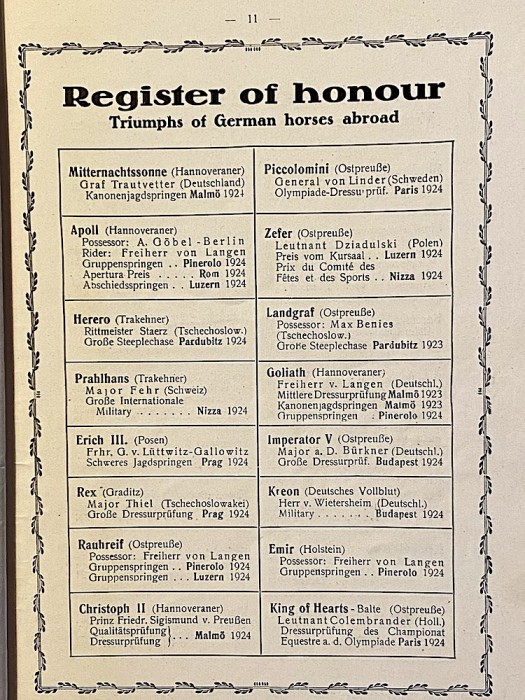 — 11 —
Register of honour
Triumphs of German horses abroad
Mitternachtssonne (Hannoveraner)
Graf Trautvetter (Deutschland)
Kanonenjagdspringen Malmö 1924
Piccolomini (Ostpreuße)
General von Linder (Schweden)
Olympiade-Dressurprüf. Paris 1924
Apoll (Hannoveraner)
Possessor: A. Göbel-Berlin
Rider: Freiherr von Langen
Gruppenspringen . . Pinerolo 1924
Apertura Preis . . . . . Rom 1924
Abschiedsspringen . . Luzern 1924
Zefer (Ostpreuße)
Leutnant Dziadulski (Polen)
Preis vom Kursaal . . Luzern 1924
Prix du Comité des
Fêtes et des Sports . . Nizza 1924
Herero (Trakehner)
Rittmeister Staerz (Tschechoslow.)
Große Steeplechase Pardubitz 1924
Landgraf (Ostpreuße)
Possessor: Max Benies
(Tschechoslow.)
Große Steeplechase Pardubitz 1923
Prahlhans (Trakehner)
Major Fehr (Schweiz)
Große Internationale
Military . . . . . . . Nizza 1924
Goliath (Hannoveraner)
Freiherr v. Langen (Deutschl.)
Mittlere Dressurprüfung Malmö 1923
Kanonenjagdspringen Malmö 1923
Gruppenspringen . Pinerolo 1924
Erich III. (Posen)
Frhr. G. v. Lüttwitz-Gallowitz
Schweres Jagdspringen Prag 1924
Imperator V (Ostpreuße)
Major a. D. Bürkner (Deutschl.)
Große Dressurprüf. Budapest 1924
Rex (Graditz)
Major Thiel (Tschechoslowakei)
Große Dressurprüfung Prag 1924
Kreon (Deutsches Vollblut)
Herr v. Wietersheim (Deutschl.)
Military . . . . . . . Budapest 1924
Rauhreif (Ostpreuße)
Possessor: Freiherr von Langen
Gruppenspringen . . Pinerolo 1924
Gruppenspringen . . . Luzern 1924
Emir (Holstein)
Possessor: Freiherr von Langen
Gruppenspringen . . Pinerolo 1924
Christoph II (Hannoveraner)
Prinz Friedr. Sigismund v. Preußen
Qualitätsprüfung
Dressurprüfung } . . . Malmö 1924
King of Hearts - Balte (Ostpreuße)
Leutnant Colembrander (Holl.)
Dressurprüfung des Championat
Equestre a. d. Olympiade Paris 1924